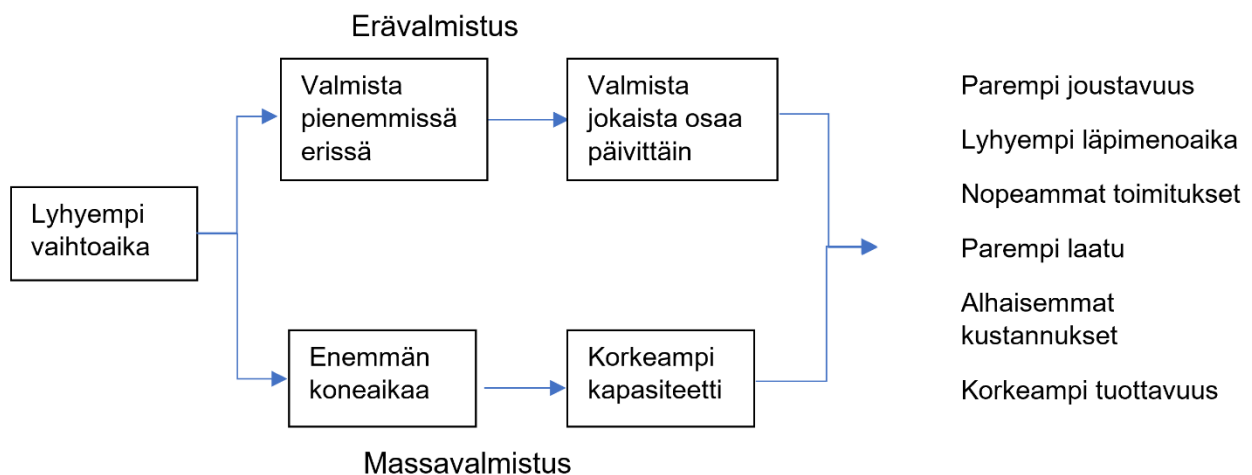 Erävalmistus
Valmista
pienemmissä
erissä
Valmista
jokaista osaa
päivittäin
Lyhyempi
vaihtoaika
Enemmän
koneaikaa
Korkeampi
kapasiteetti
Massavalmistus
Parempi joustavuus
Lyhyempi läpimenoaika
Nopeammat toimitukset
Parempi laatu
Alhaisemmat
kustannukset
Korkeampi tuottavuus